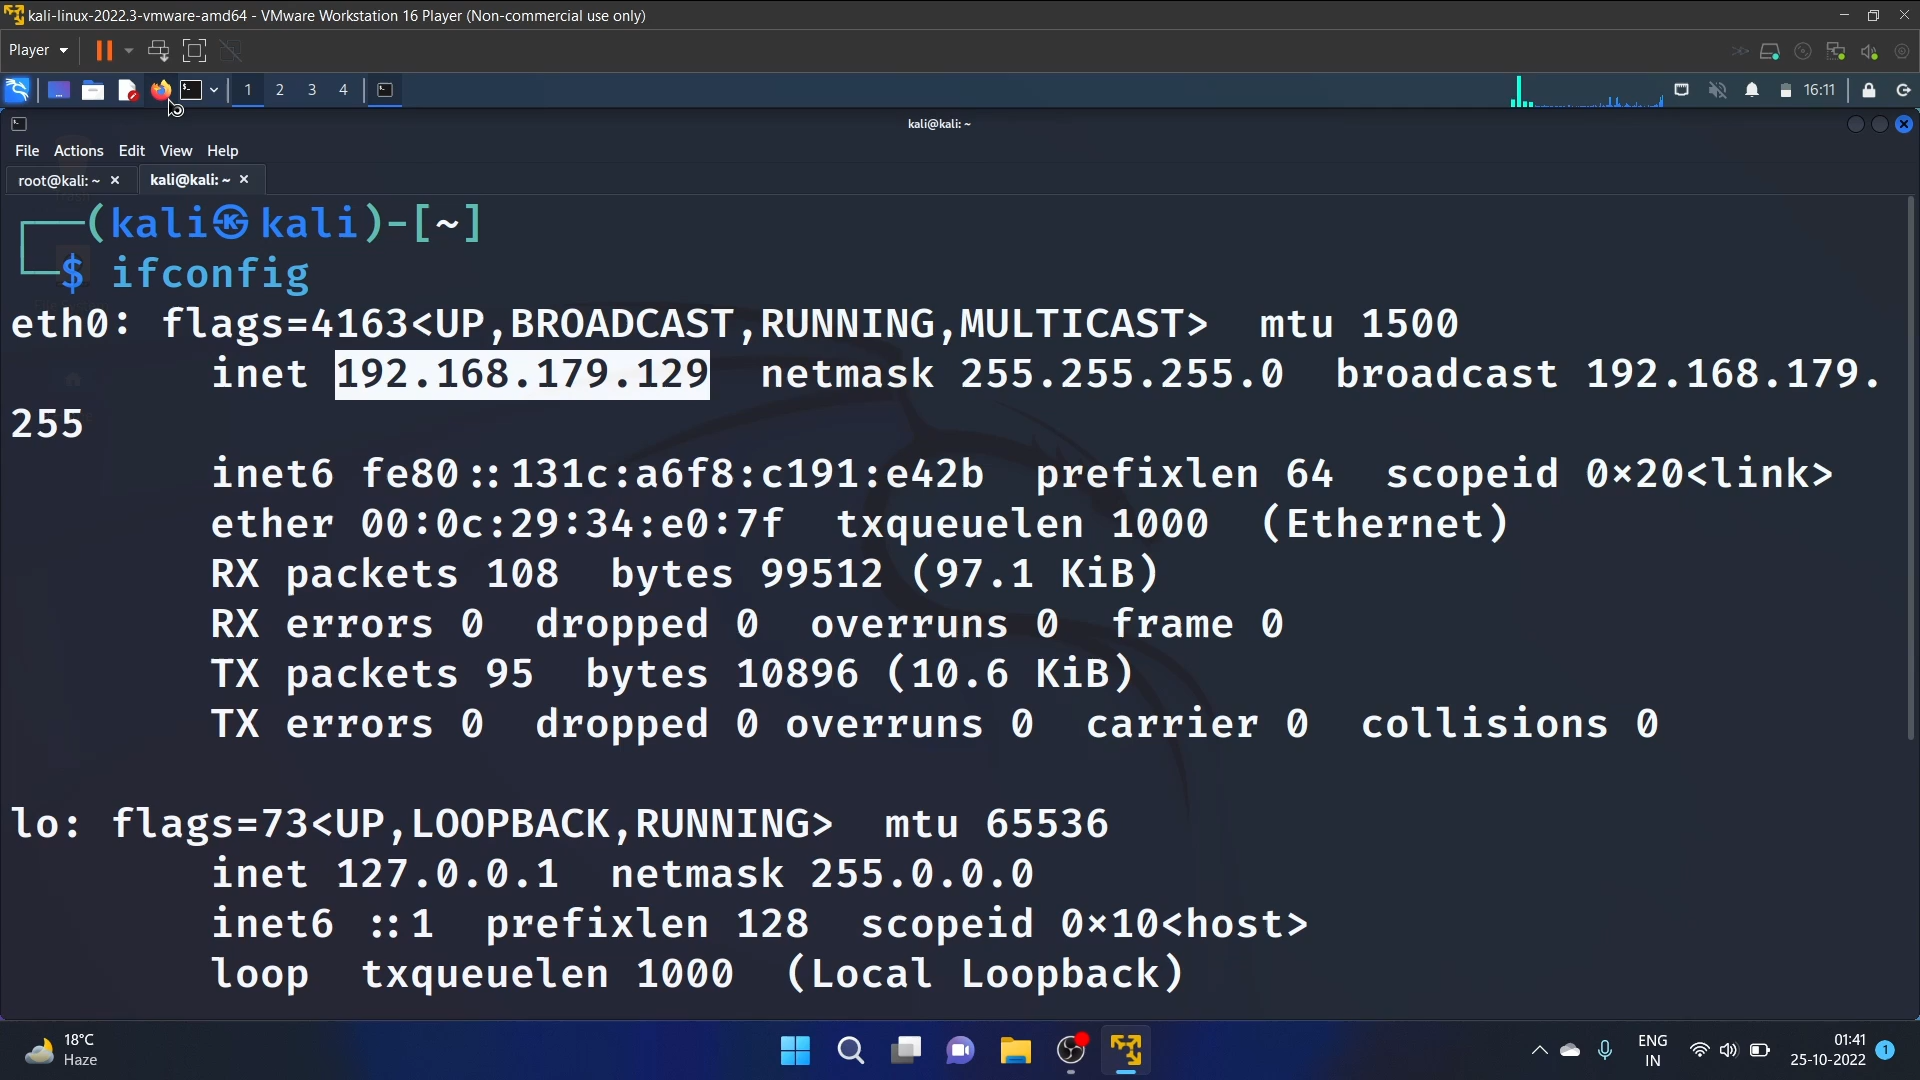 kali-linux-2022.3-vmware-amd64 - VMware Workstation 16 Player (Non-commercial use only)
Player
1 2 3 4
16:11
kali@kali: ~
File Actions Edit View Help
root@kali: ~ × kali@kali: ~ ×
(kali㉿kali)-[~]
$ ifconfig
eth0: flags=4163<UP,BROADCAST,RUNNING,MULTICAST>  mtu 1500
inet 192.168.179.129  netmask 255.255.255.0  broadcast 192.168.179.
255
inet6 fe80::131c:a6f8:c191:e42b  prefixlen 64  scopeid 0×20<link>
ether 00:0c:29:34:e0:7f  txqueuelen 1000  (Ethernet)
RX packets 108  bytes 99512 (97.1 KiB)
RX errors 0  dropped 0  overruns 0  frame 0
TX packets 95  bytes 10896 (10.6 KiB)
TX errors 0  dropped 0 overruns 0  carrier 0  collisions 0
lo: flags=73<UP,LOOPBACK,RUNNING>  mtu 65536
inet 127.0.0.1  netmask 255.0.0.0
inet6 ::1  prefixlen 128  scopeid 0×10<host>
loop  txqueuelen 1000  (Local Loopback)
18°C
Haze
ENG
IN
01:41
25-10-2022
1